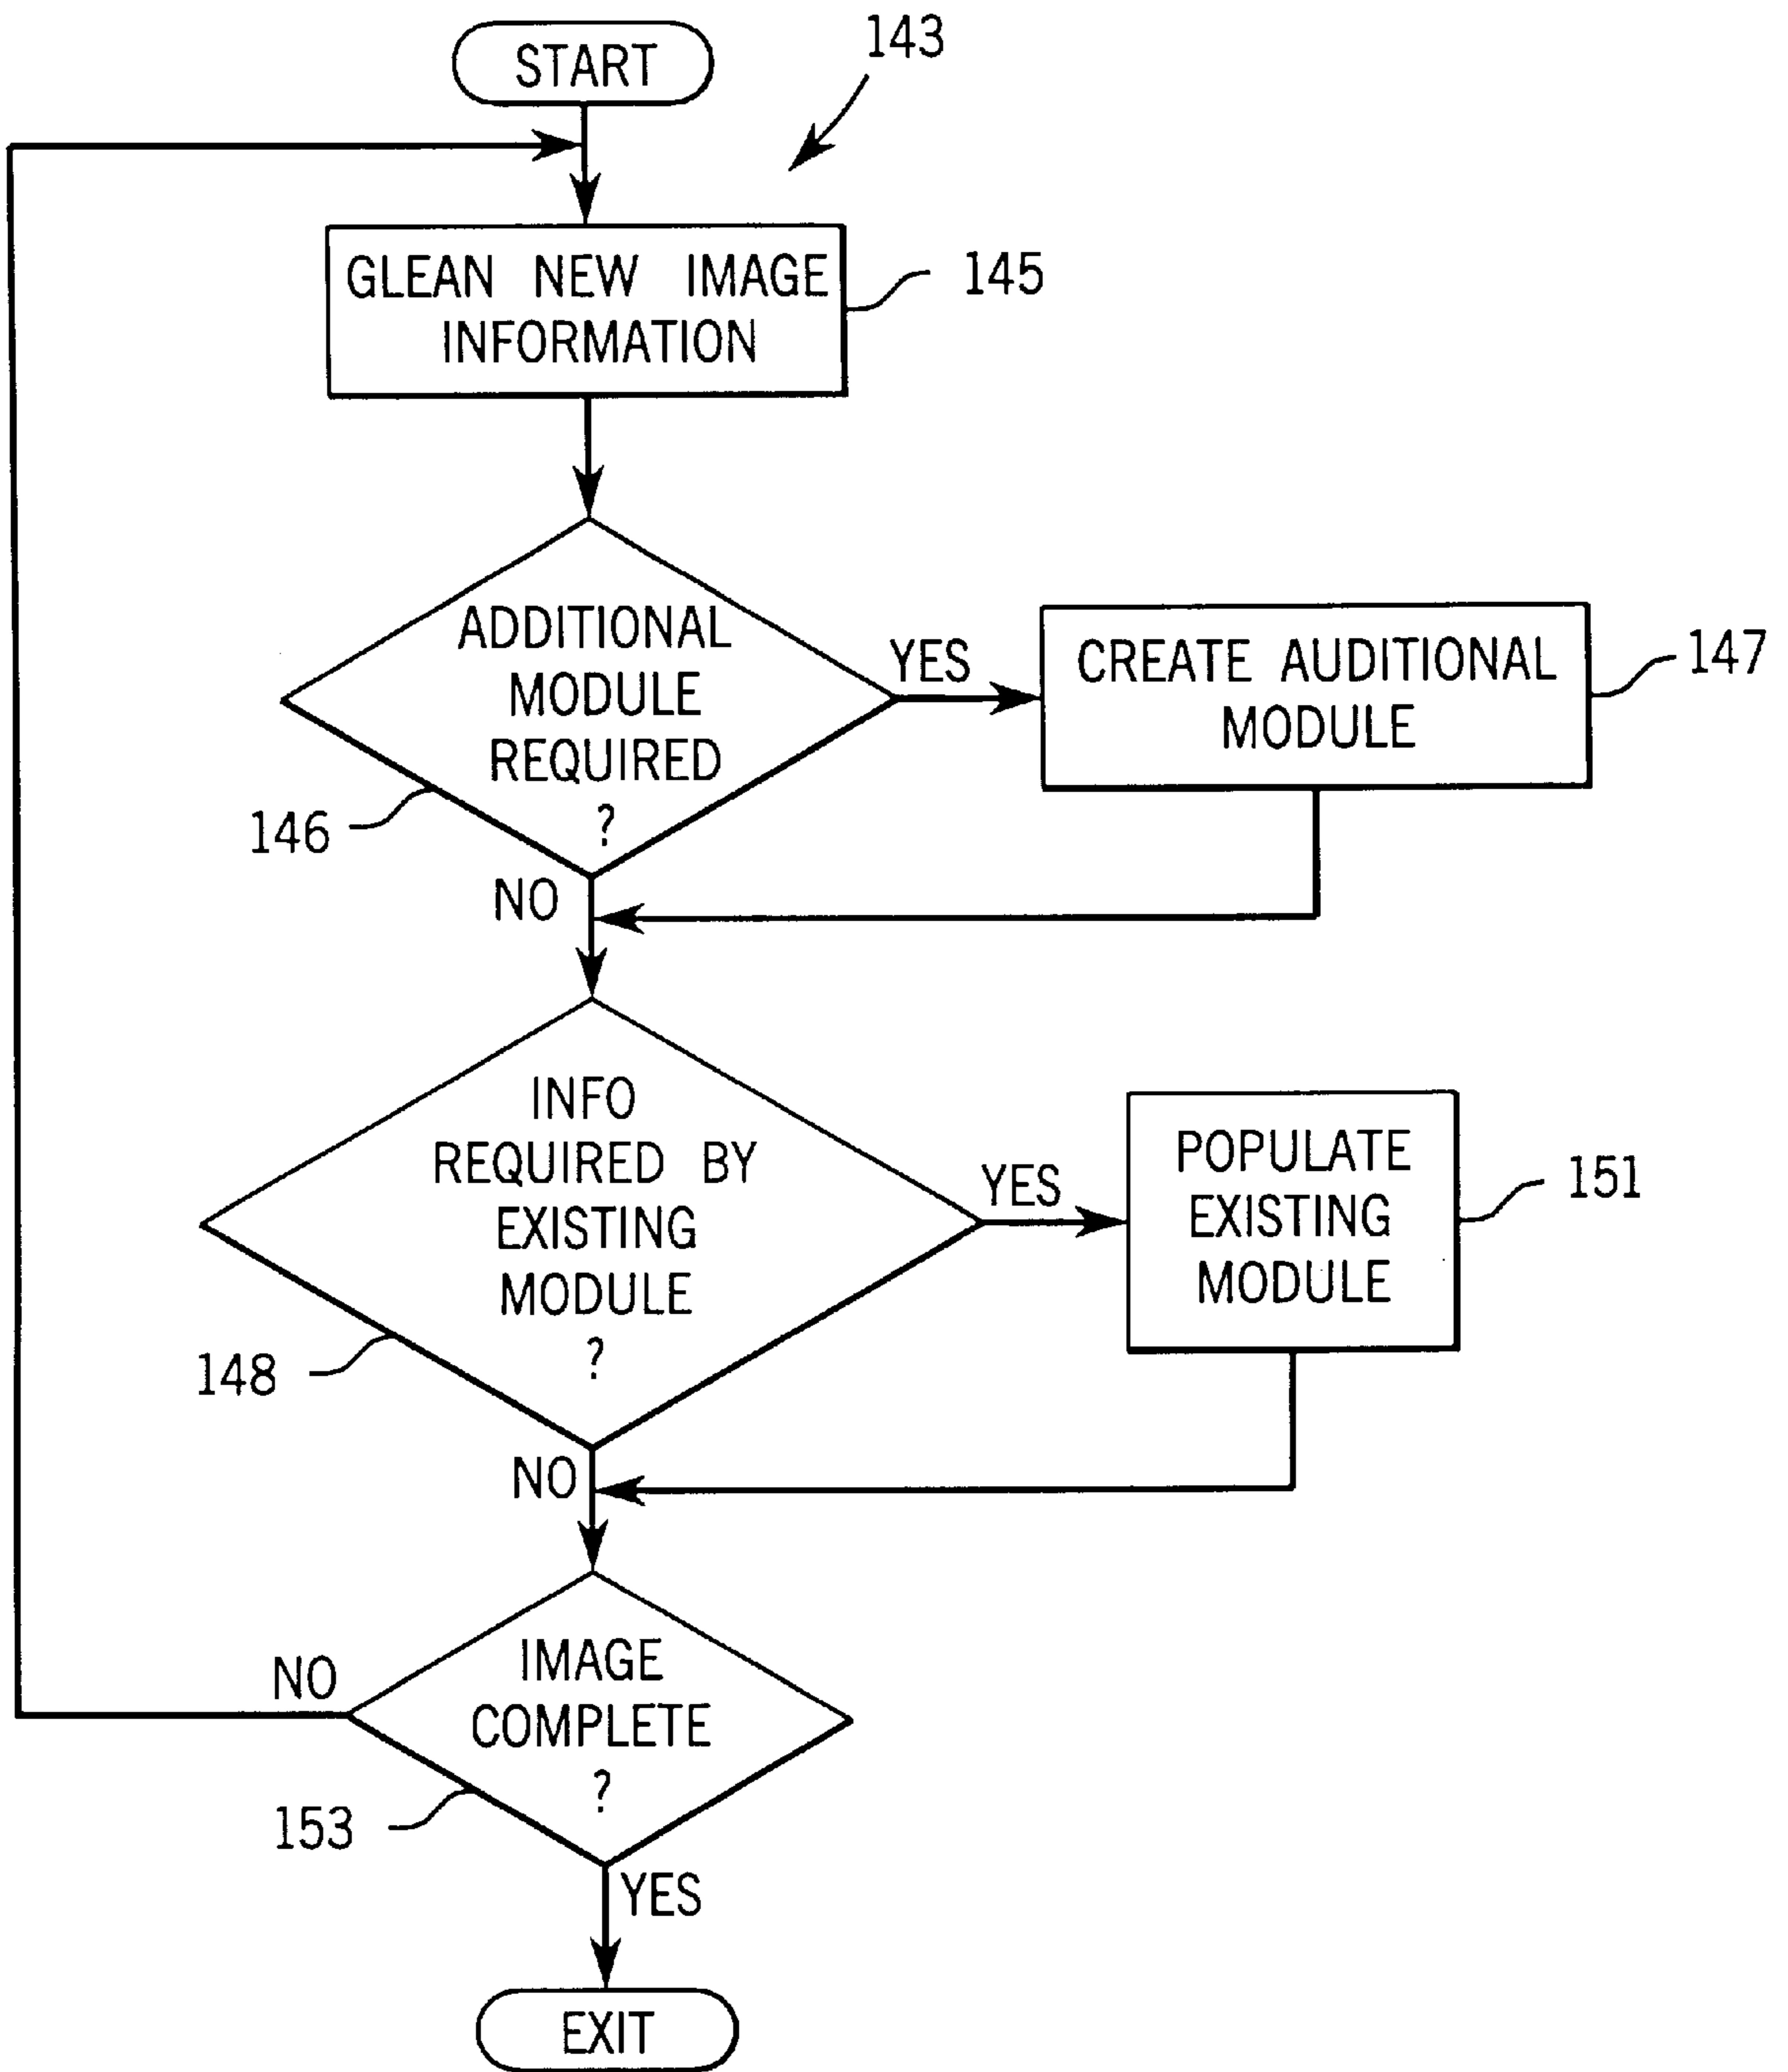 START
143
GLEAN NEW IMAGE
INFORMATION
145
ADDITIONAL
MODULE
REQUIRED
?
146
YES
CREATE AUDITIONAL
MODULE
147
NO
INFO
REQUIRED BY
EXISTING
MODULE
?
148
YES
POPULATE
EXISTING
MODULE
151
NO
IMAGE
COMPLETE
?
153
NO
YES
EXIT